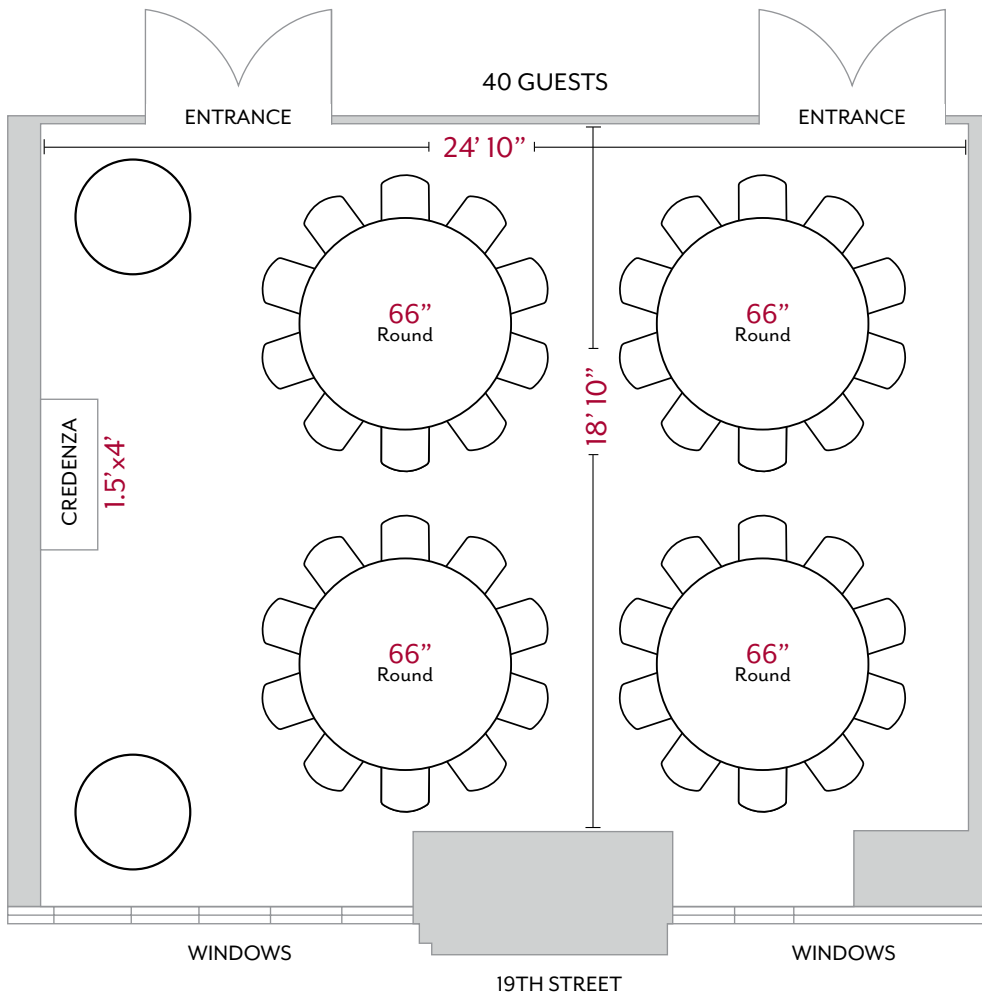 40 GUESTS
ENTRANCE
ENTRANCE
24’ 10”
66”
Round
66”
Round
18’ 10”
CREDENZA
1.5’x4’
66”
Round
66”
Round
WINDOWS
WINDOWS
19TH STREET